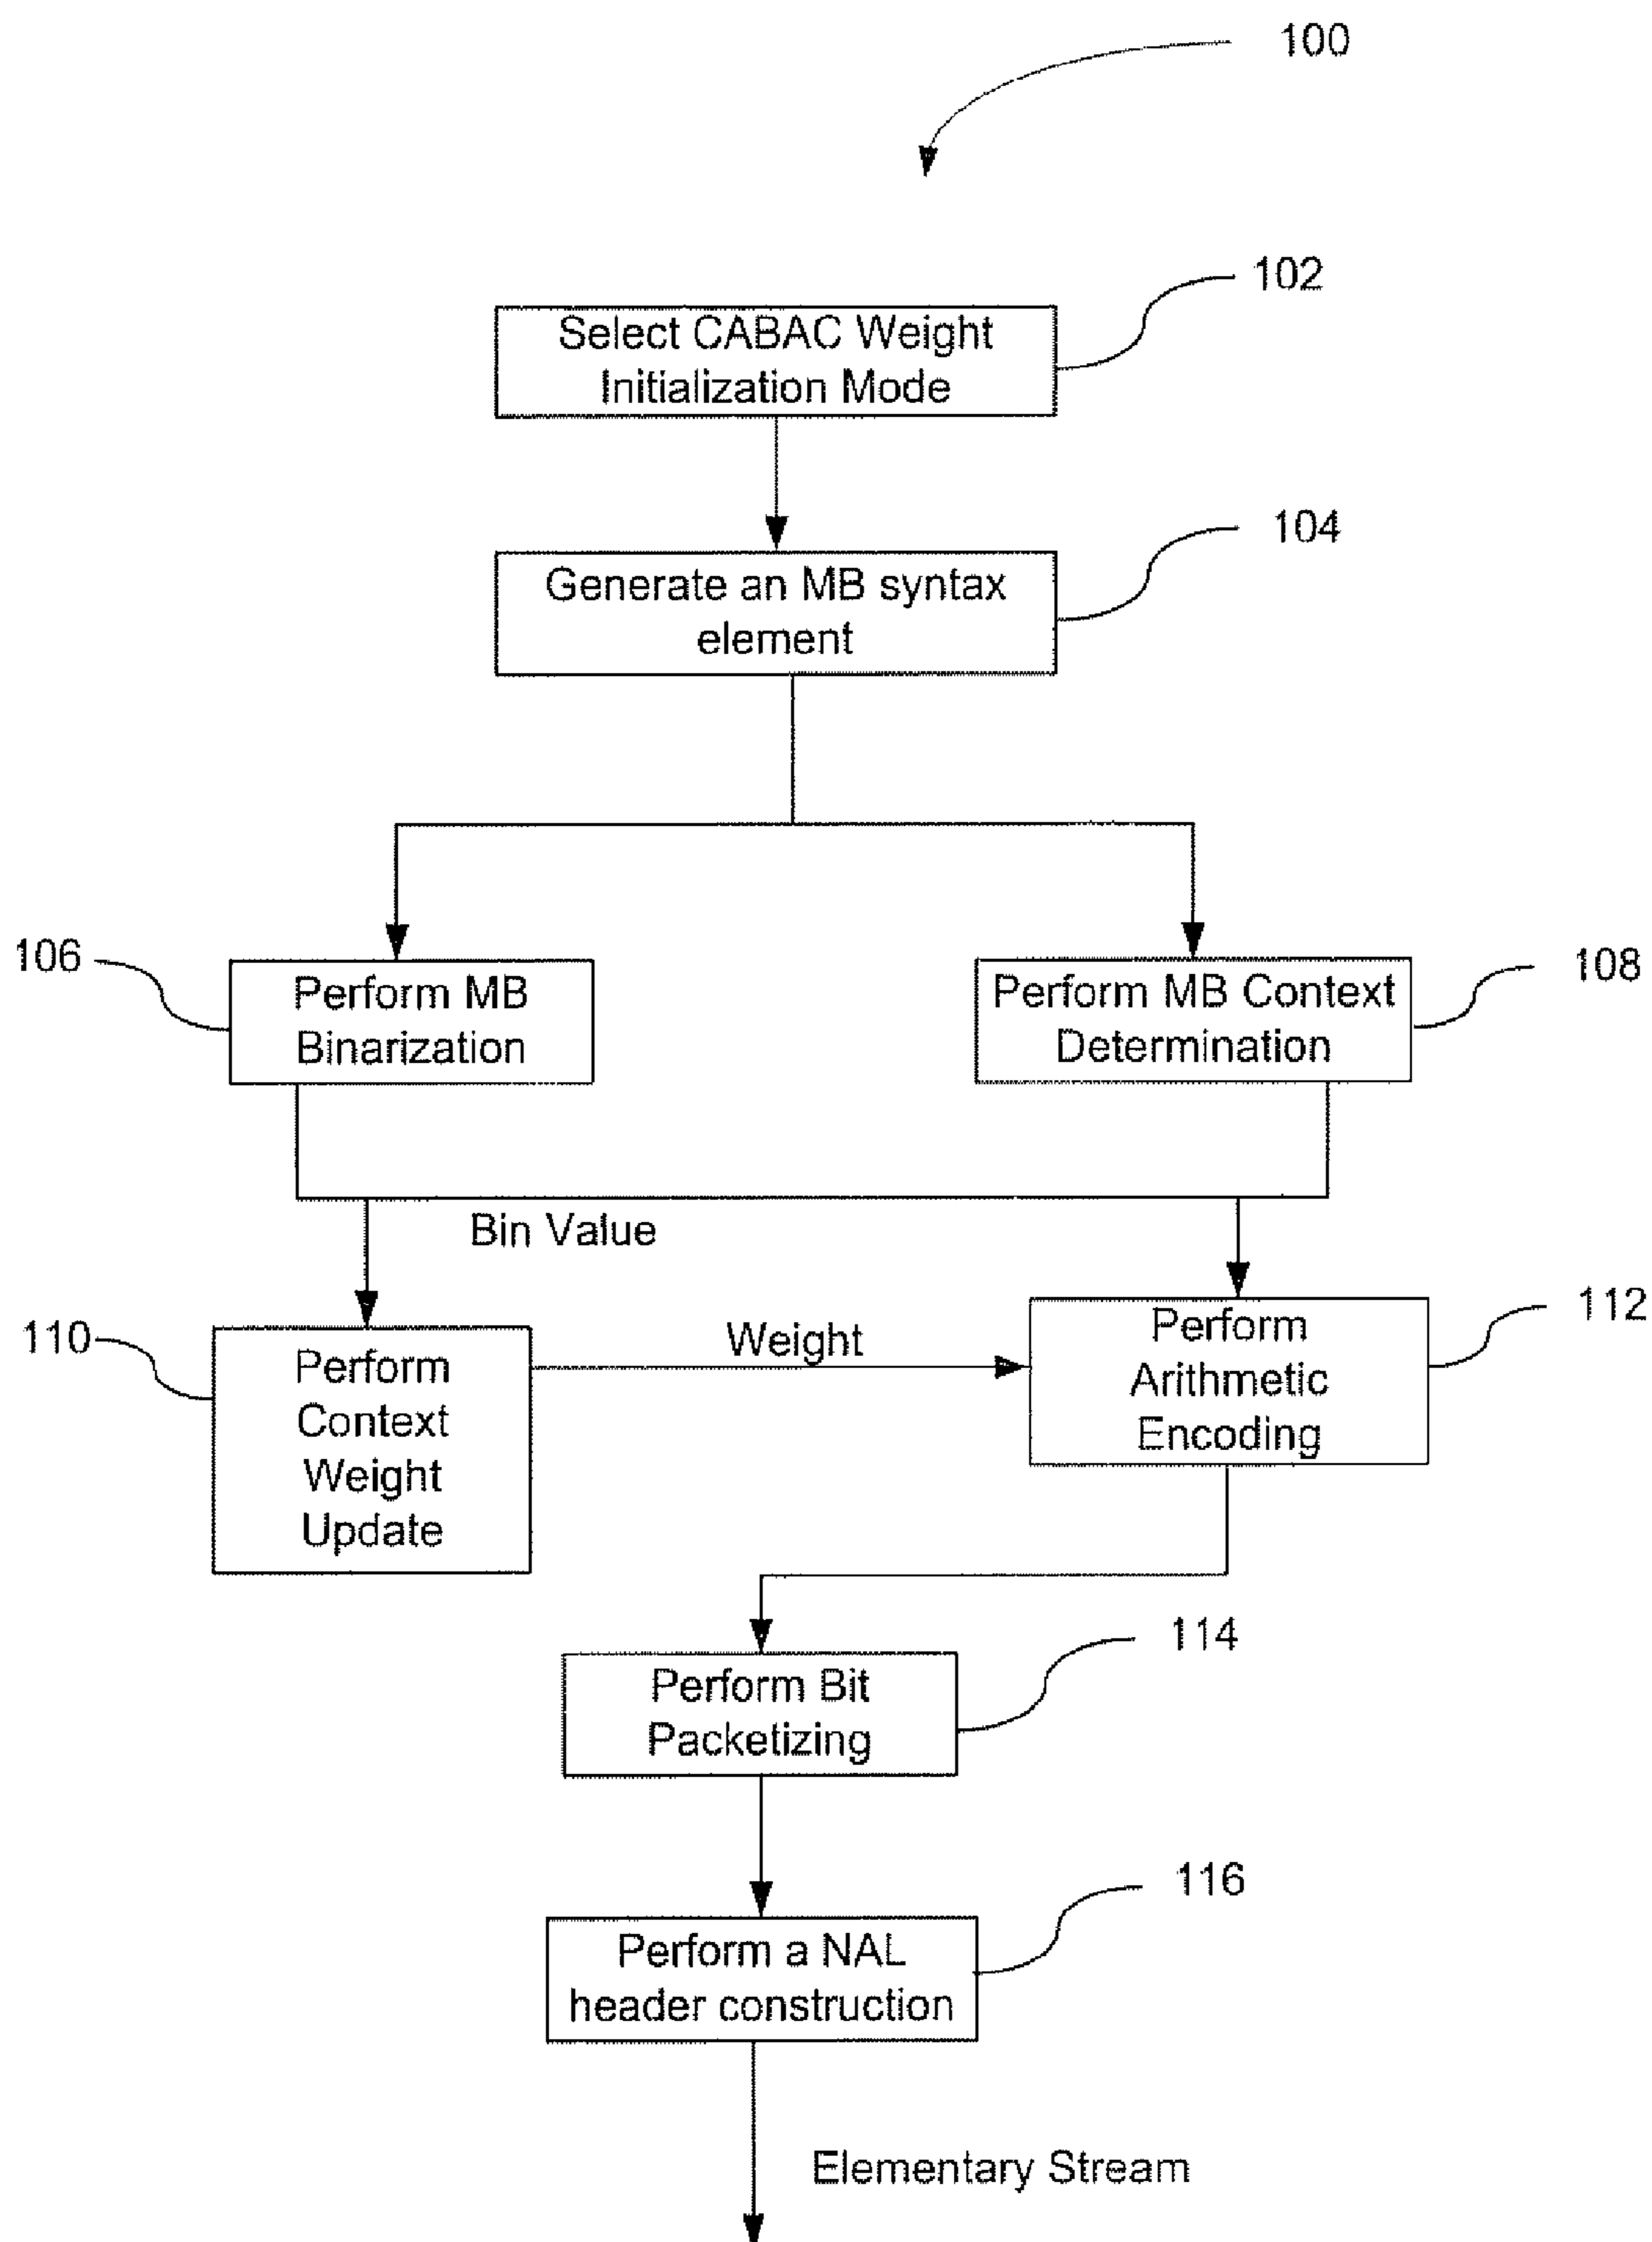 100
102
Select CABAC Weight
Initialization Mode
104
Generate an MB syntax
element
106
Perform MB
Binarization
108
Perform MB Context
Determination
Bin Value
110
Perform
Context
Weight
Update
Weight
112
Perform
Arithmetic
Encoding
114
Perform Bit
Packetizing
116
Perform a NAL
header construction
Elementary Stream